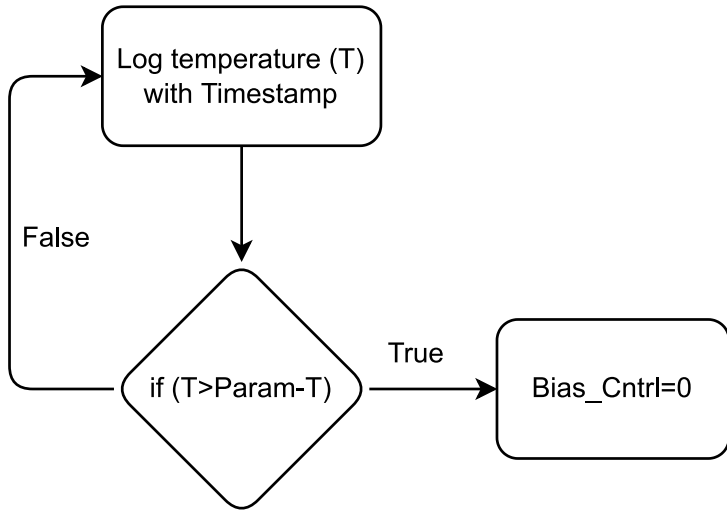 Log temperature (T)
with Timestamp
False
True
if (T>Param-T)
Bias_Cntrl=0